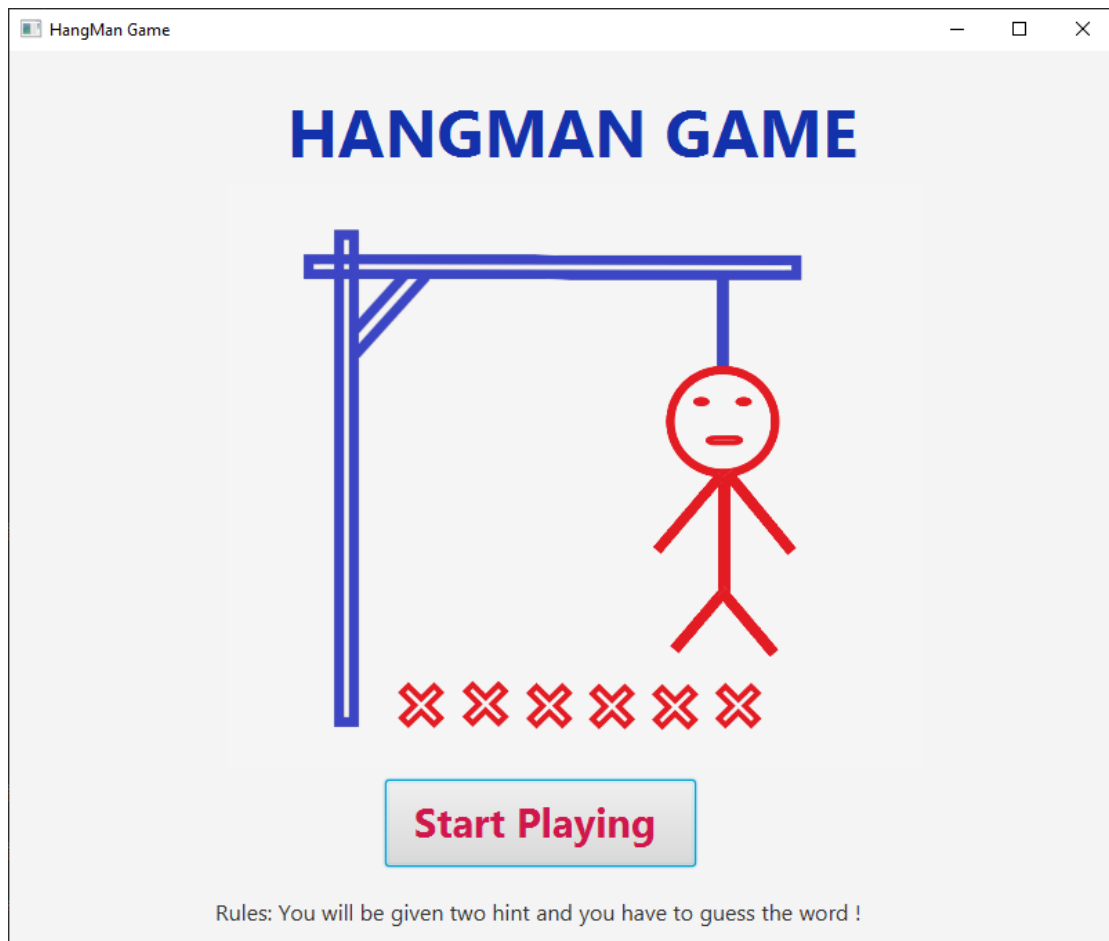 HangMan Game
HANGMAN GAME
Start Playing
Rules: You will be given two hint and you have to guess the word !